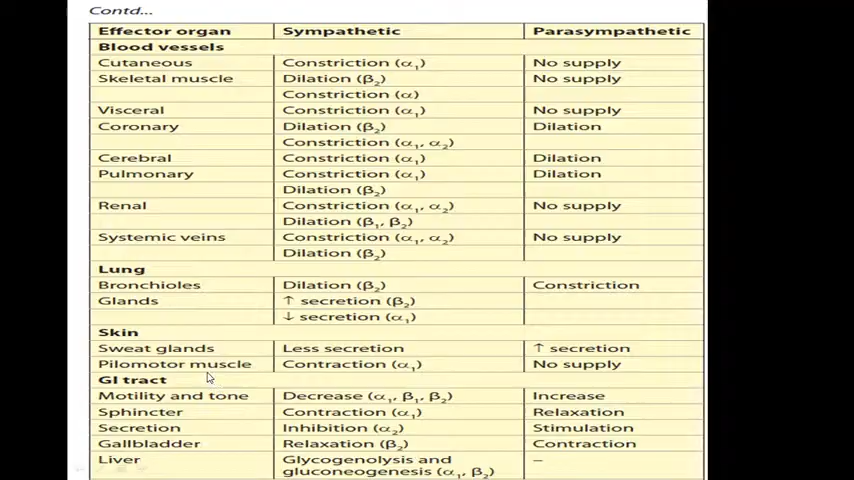 Contd...
Effector organ Sympathetic Parasympathetic
Blood vessels
Cutaneous Constriction (α₁) No supply
Skeletal muscle Dilation (β₂) No supply
Constriction (α)
Visceral Constriction (α₁) No supply
Coronary Dilation (β₂) Dilation
Constriction (α₁, α₂)
Cerebral Constriction (α₁) Dilation
Pulmonary Constriction (α₁) Dilation
Dilation (β₂)
Renal Constriction (α₁, α₂) No supply
Dilation (β₁, β₂)
Systemic veins Constriction (α₁, α₂) No supply
Dilation (β₂)
Lung
Bronchioles Dilation (β₂) Constriction
Glands ↑ secretion (β₂)
↓ secretion (α₁)
Skin
Sweat glands Less secretion ↑ secretion
Pilomotor muscle Contraction (α₁) No supply
GI tract
Motility and tone Decrease (α₁, β₁, β₂) Increase
Sphincter Contraction (α₁) Relaxation
Secretion Inhibition (α₂) Stimulation
Gallbladder Relaxation (β₂) Contraction
Liver Glycogenolysis and –
gluconeogenesis (α₁, β₂)